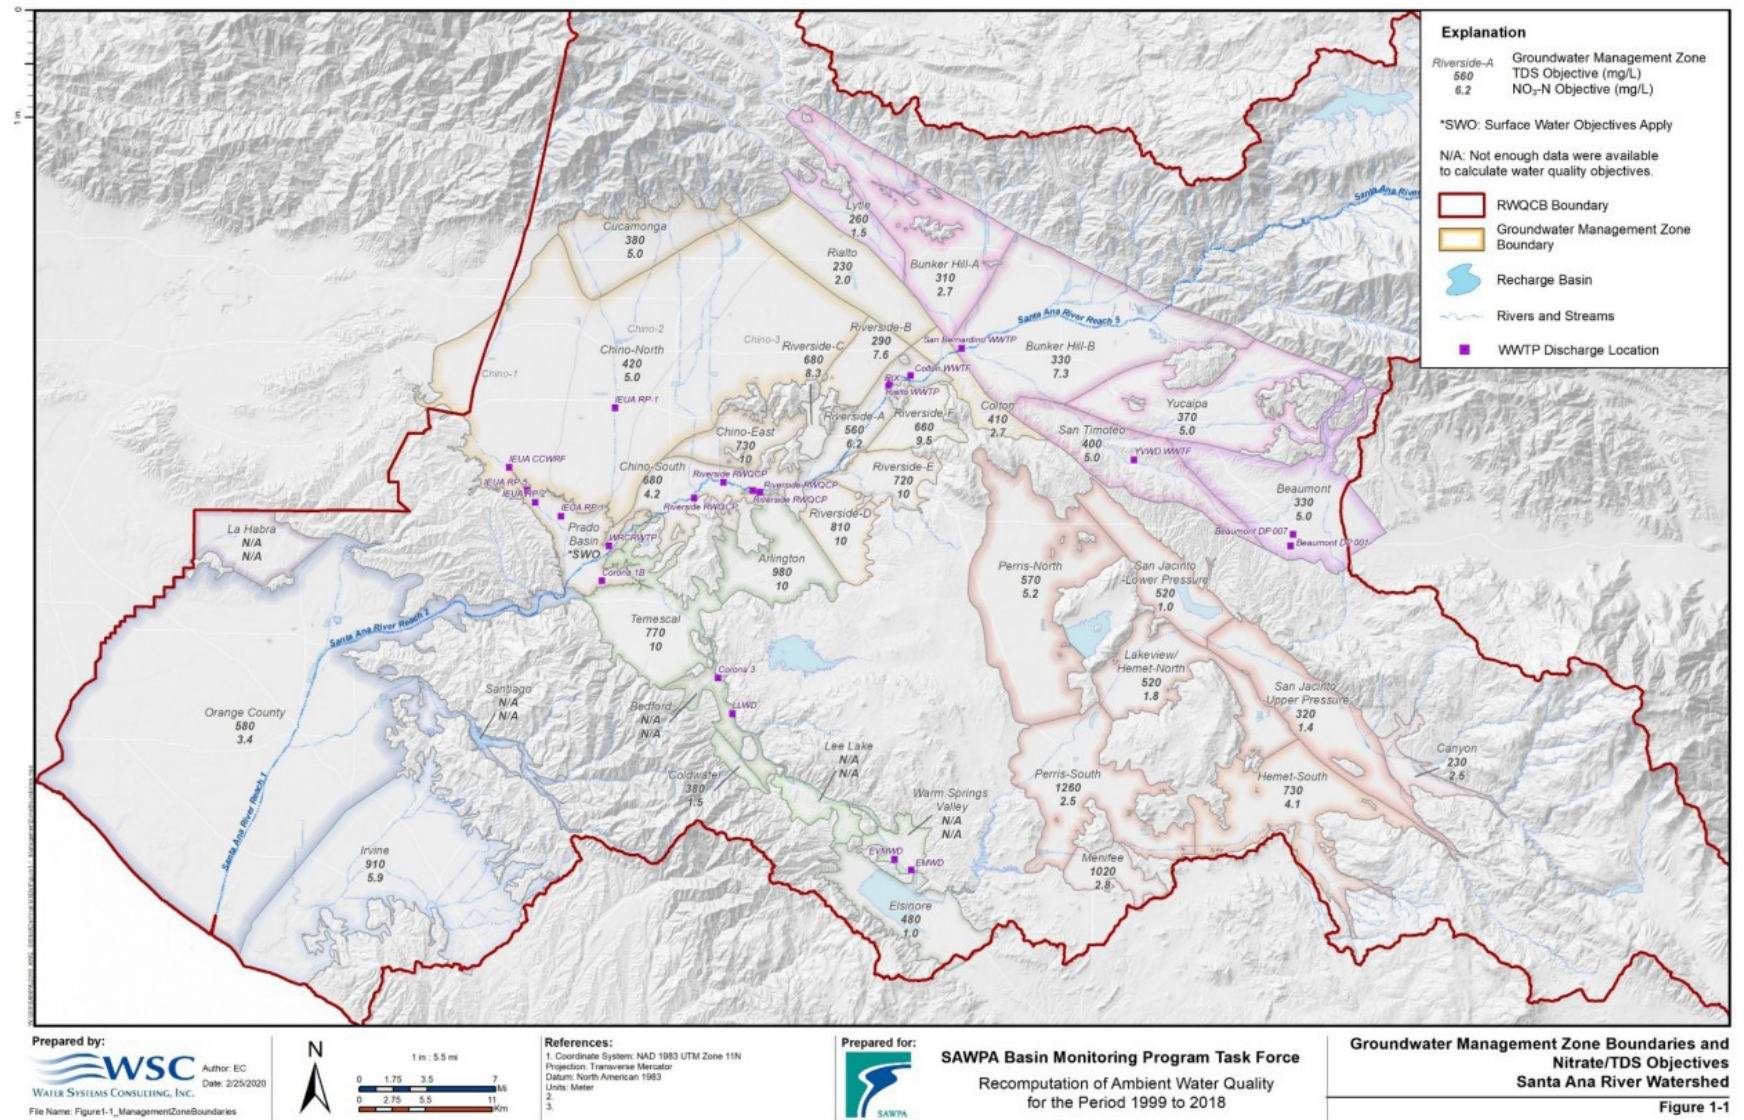 0
1 in.
Explanation
Riverside-A
560
6.2
Groundwater Management Zone
TDS Objective (mg/L)
NO₃-N Objective (mg/L)
*SWO: Surface Water Objectives Apply
N/A: Not enough data were available
to calculate water quality objectives.
RWQCB Boundary
Groundwater Management Zone
Boundary
Recharge Basin
Rivers and Streams
WWTP Discharge Location
Santa Ana River
Lytle
260
1.5
Cucamonga
380
5.0
Rialto
230
2.0
Bunker Hill-A
310
2.7
Santa Ana River Reach 5
Chino-2
Chino-3
Chino-1
Chino-North
420
5.0
Riverside-B
290
7.6
Riverside-C
680
8.3
San Bernardino WWTP
Bunker Hill-B
330
7.3
Colton WWTF
RIX
Rialto WWTP
IEUA RP-1
Riverside-A
560
6.2
Riverside-F
660
9.5
Colton
410
2.7
Yucaipa
370
5.0
San Timoteo
400
5.0
YVWD WWTF
Chino-East
730
10
IEUA CCWRF
Chino-South
680
4.2
Riverside RWQCP
Riverside RWQCP
Riverside RWQCP
Riverside RWQCP
Riverside-E
720
10
IEUA RP-5
IEUA RP-2
IEUA RP-1
Beaumont
330
5.0
Beaumont DP 007
Beaumont DP 001
Riverside-D
810
10
La Habra
N/A
N/A
Prado
Basin
*SWO
WRCRWTP
Corona 1B
Arlington
980
10
Perris-North
570
5.2
San Jacinto
-Lower Pressure
520
1.0
Santa Ana River Reach 2
Temescal
770
10
Lakeview/
Hemet-North
520
1.8
Corona 3
LLWD
Santiago
N/A
N/A
Bedford
N/A
N/A
San Jacinto
Upper Pressure
320
1.4
Orange County
580
3.4
Lee Lake
N/A
N/A
Canyon
230
2.5
Coldwater
380
1.5
Perris-South
1260
2.5
Hemet-South
730
4.1
Warm Springs
Valley
N/A
N/A
Santa Ana River Reach 1
Irvine
910
5.9
EVMWD
EMWD
Menifee
1020
2.8
Elsinore
480
1.0
Prepared by:
WSC
WATER SYSTEMS CONSULTING, INC.
Author: EC
Date: 2/25/2020
File Name: Figure1-1_ManagementZoneBoundaries
N
1 in : 5.5 mi
0 1.75 3.5 7
Mi
0 2.75 5.5 11
Km
References:
1. Coordinate System: NAD 1983 UTM Zone 11N
Projection: Transverse Mercator
Datum: North American 1983
Units: Meter
2.
3.
Prepared for:
SAWPA
SAWPA Basin Monitoring Program Task Force
Recomputation of Ambient Water Quality
for the Period 1999 to 2018
Groundwater Management Zone Boundaries and
Nitrate/TDS Objectives
Santa Ana River Watershed
Figure 1-1